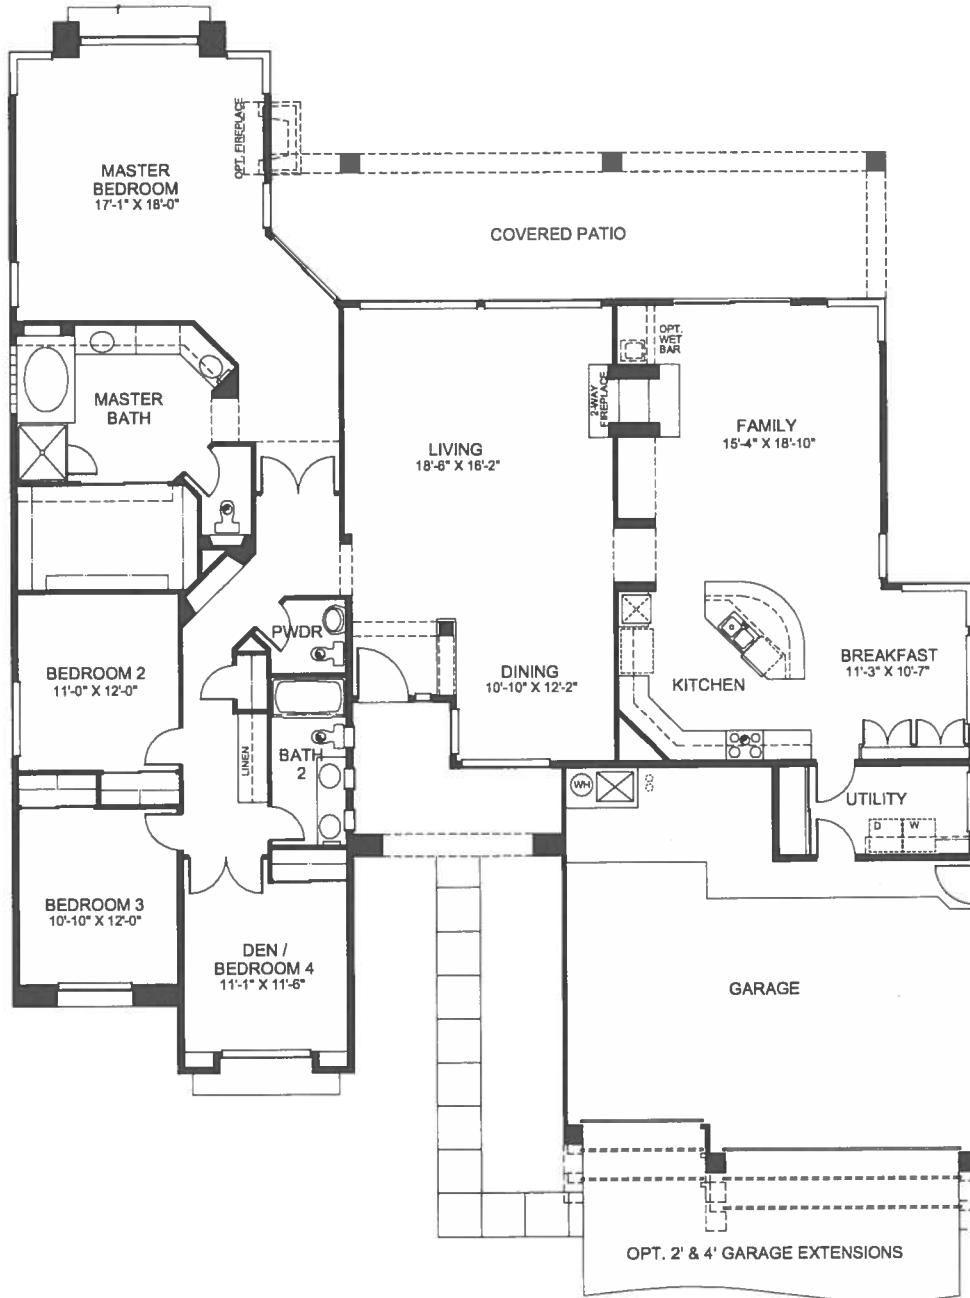 OPT. FIREPLACE
MASTER
BEDROOM
17'-1" X 18'-0"
COVERED PATIO
OPT.
WET
BAR
2-WAY
FIREPLACE
MASTER
BATH
FAMILY
15'-4" X 18'-10"
LIVING
18'-6" X 16'-2"
PWDR
BREAKFAST
11'-3" X 10'-7"
BEDROOM 2
11'-0" X 12'-0"
DINING
10'-10" X 12'-2"
KITCHEN
LINEN
BATH
2
WH
UTILITY
D
W
BEDROOM 3
10'-10" X 12'-0"
DEN /
BEDROOM 4
11'-1" X 11'-6"
GARAGE
OPT. 2' & 4' GARAGE EXTENSIONS